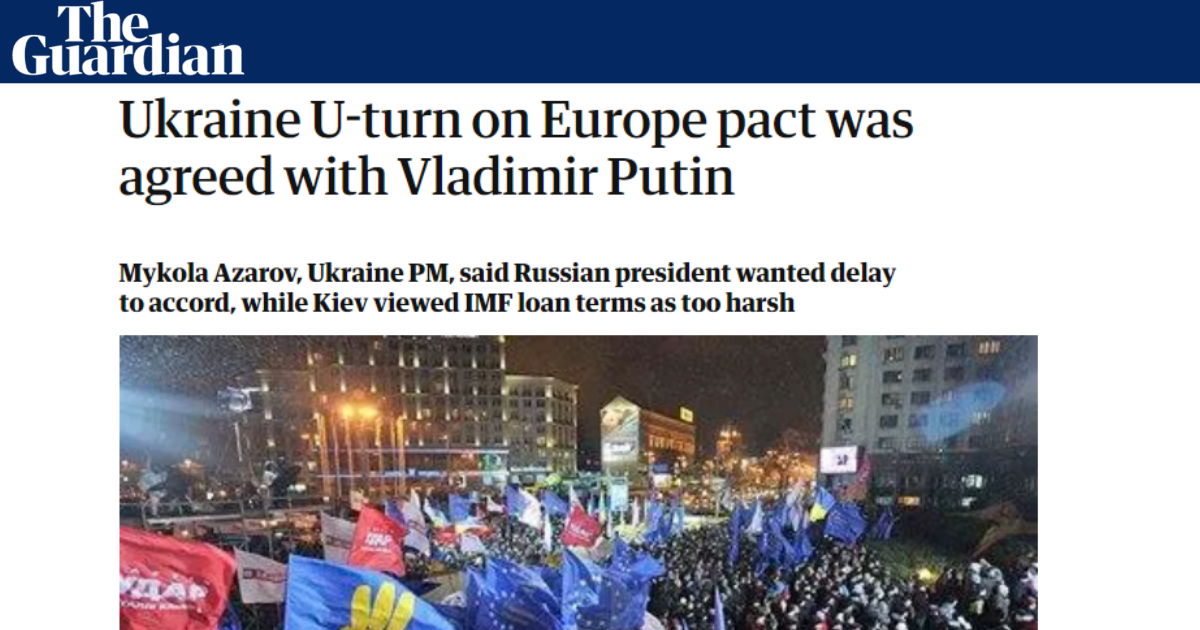 The
Guardian
Ukraine U-turn on Europe pact was
agreed with Vladimir Putin
Mykola Azarov, Ukraine PM, said Russian president wanted delay
to accord, while Kiev viewed IMF loan terms as too harsh
УДАР
УДАР